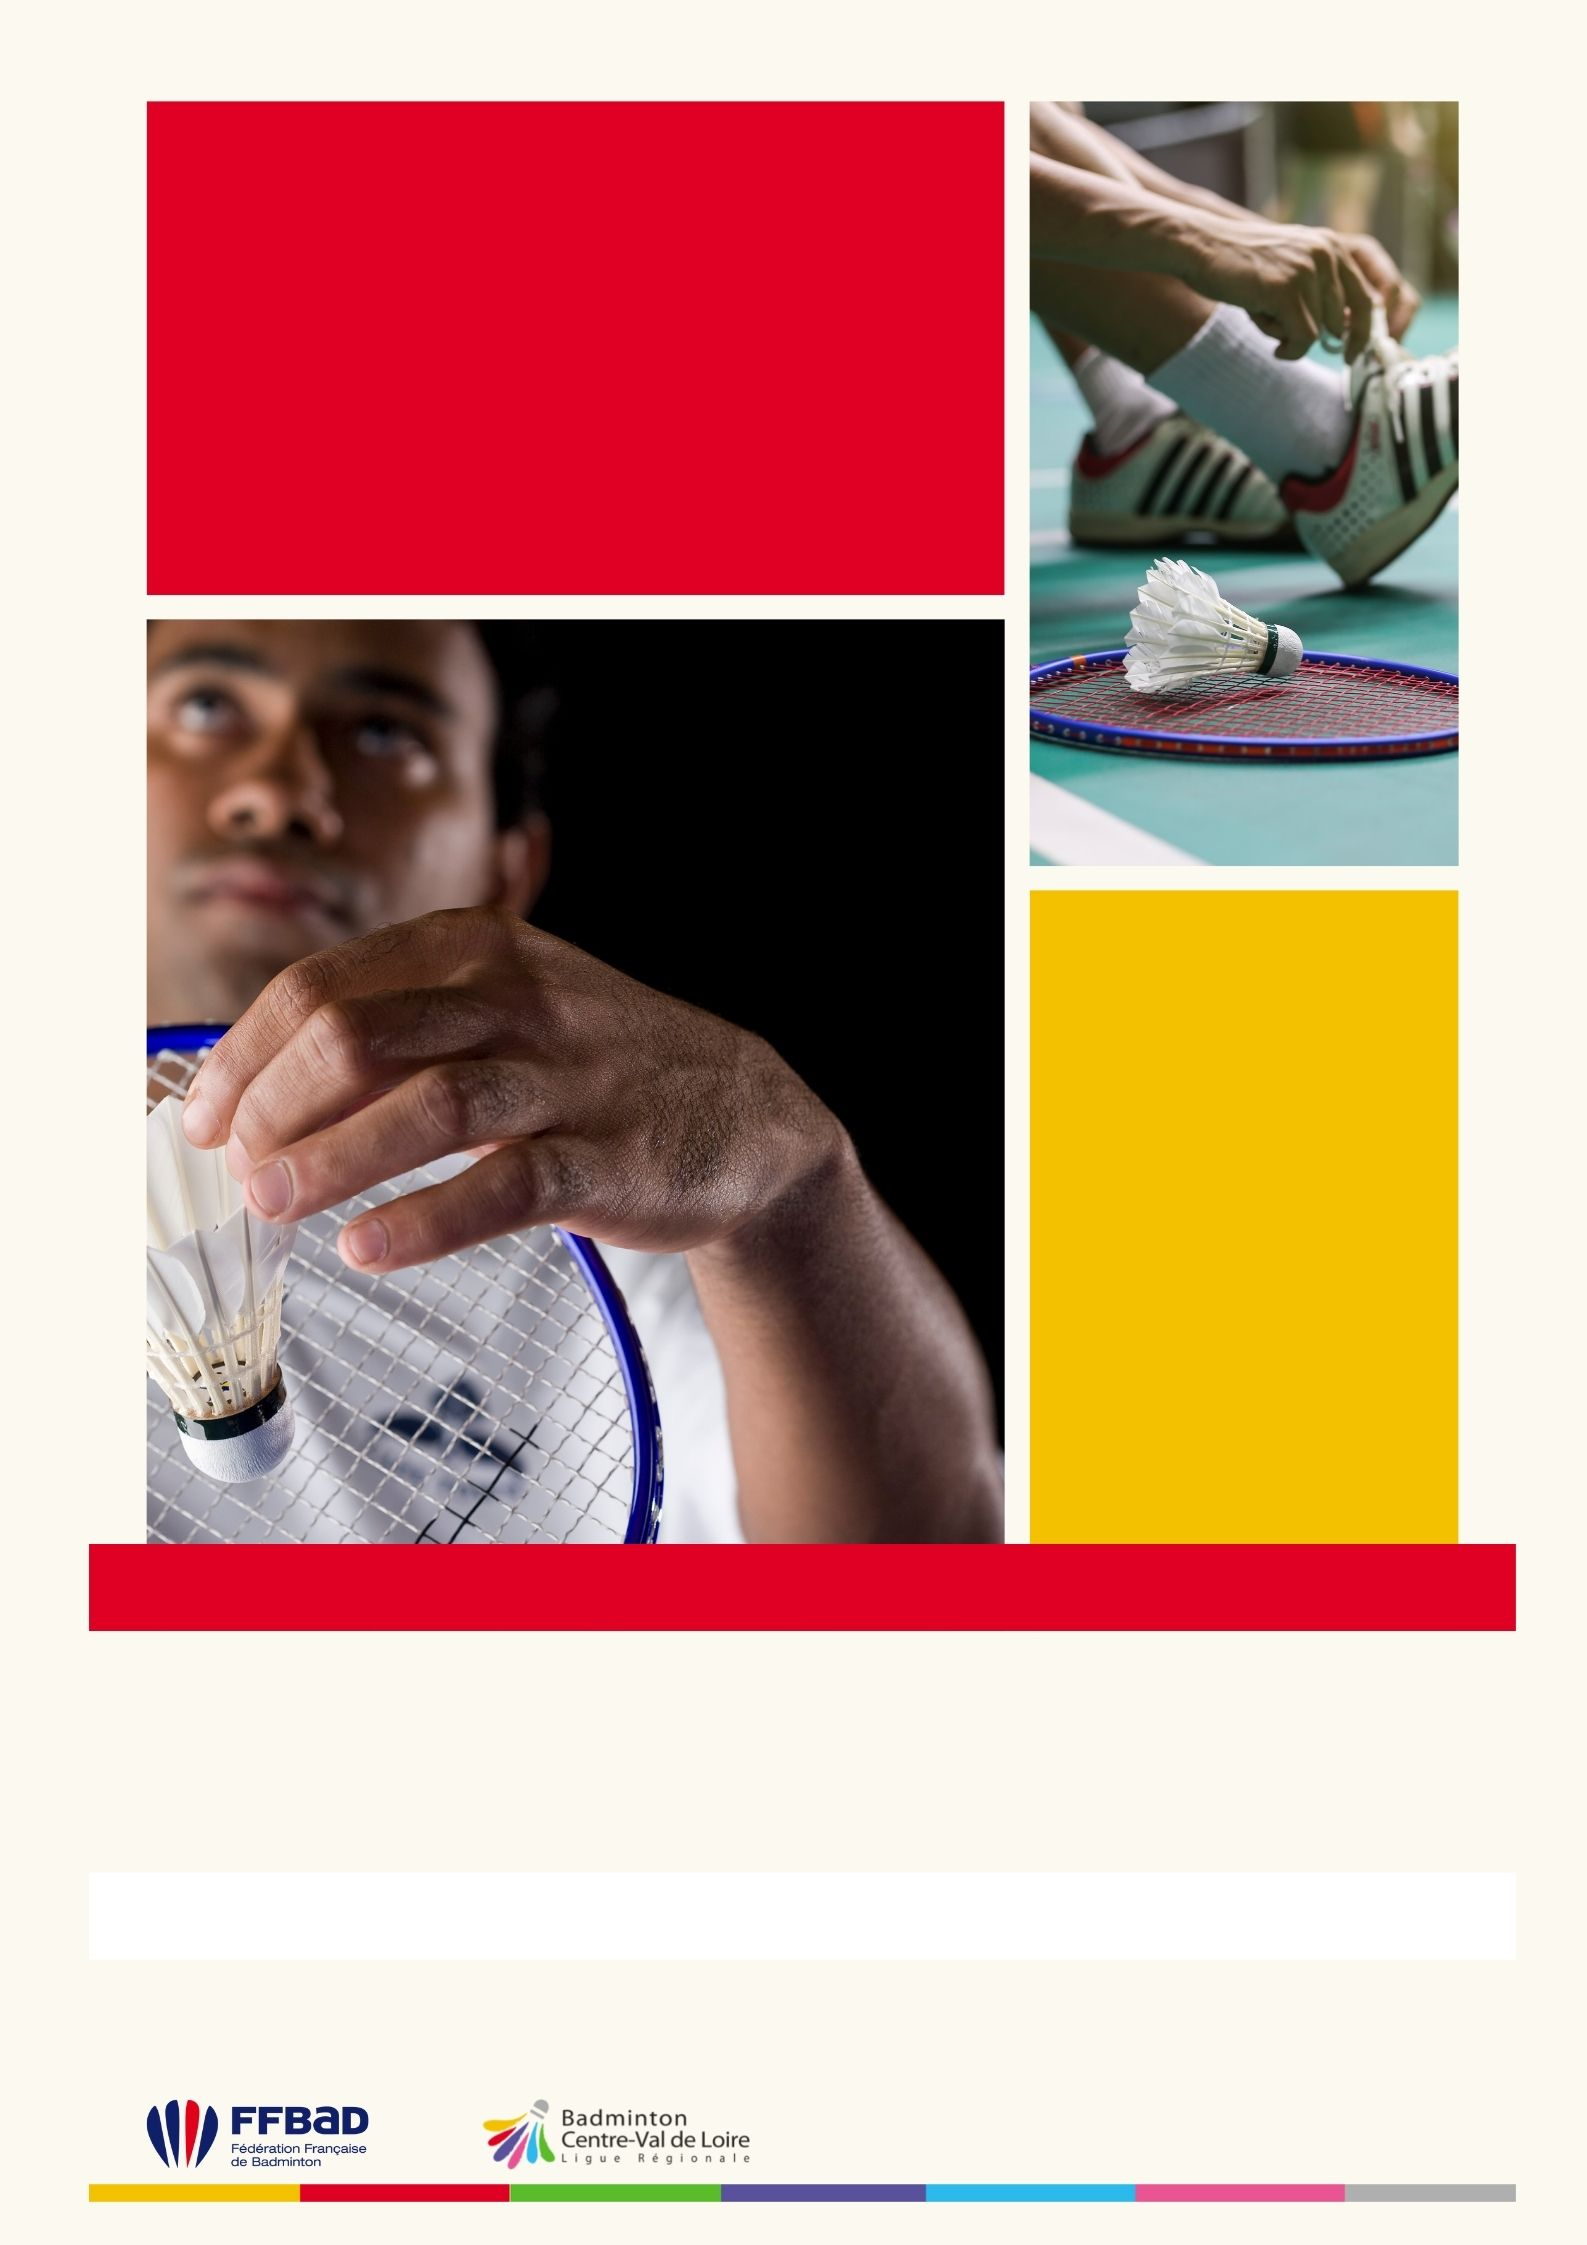 FFBaD
Fédération Française
de Badminton
Badminton
Centre-Val de Loire
Ligue Régionale